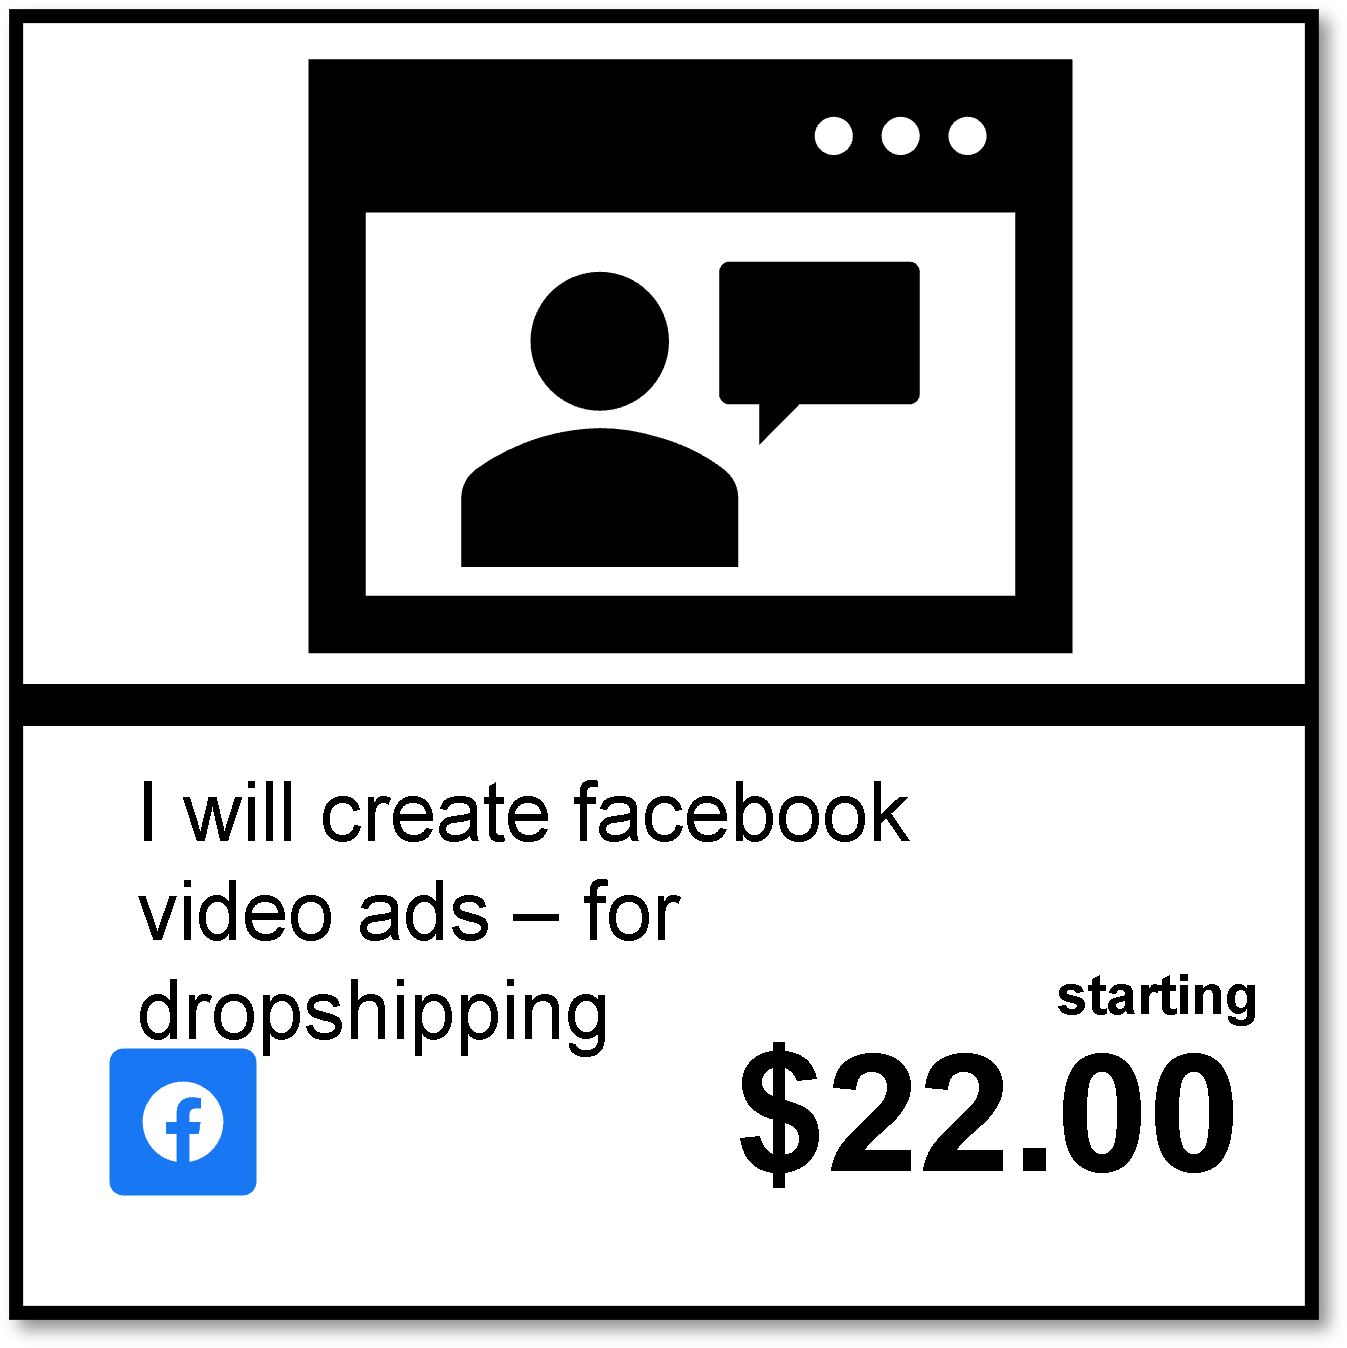 I will create facebook
video ads – for
dropshipping
starting
$22.00